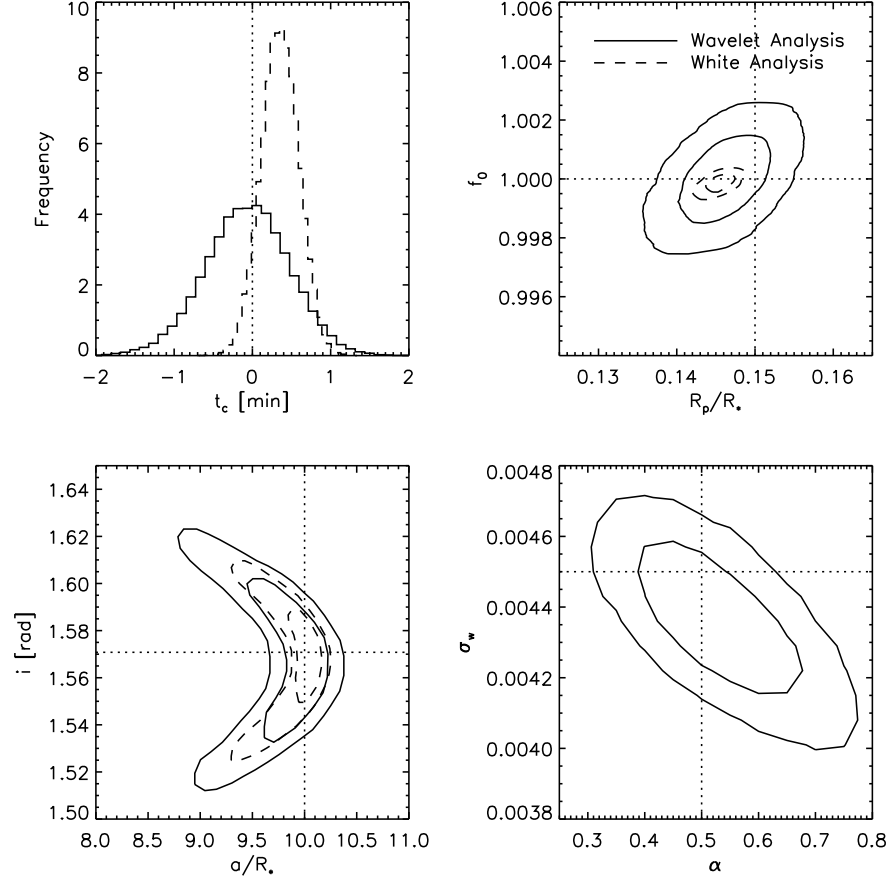 10
8
6
4
2
0
Frequency
−2 −1 0 1 2
t_c [min]
1.006
1.004
1.002
1.000
0.998
0.996
f_0
Wavelet Analysis
White Analysis
0.13 0.14 0.15 0.16
R_p/R_*
1.64
1.62
1.60
1.58
1.56
1.54
1.52
1.50
i [rad]
8.0 8.5 9.0 9.5 10.0 10.5 11.0
a/R_*
0.0048
0.0046
0.0044
0.0042
0.0040
0.0038
σ_w
0.3 0.4 0.5 0.6 0.7 0.8
α